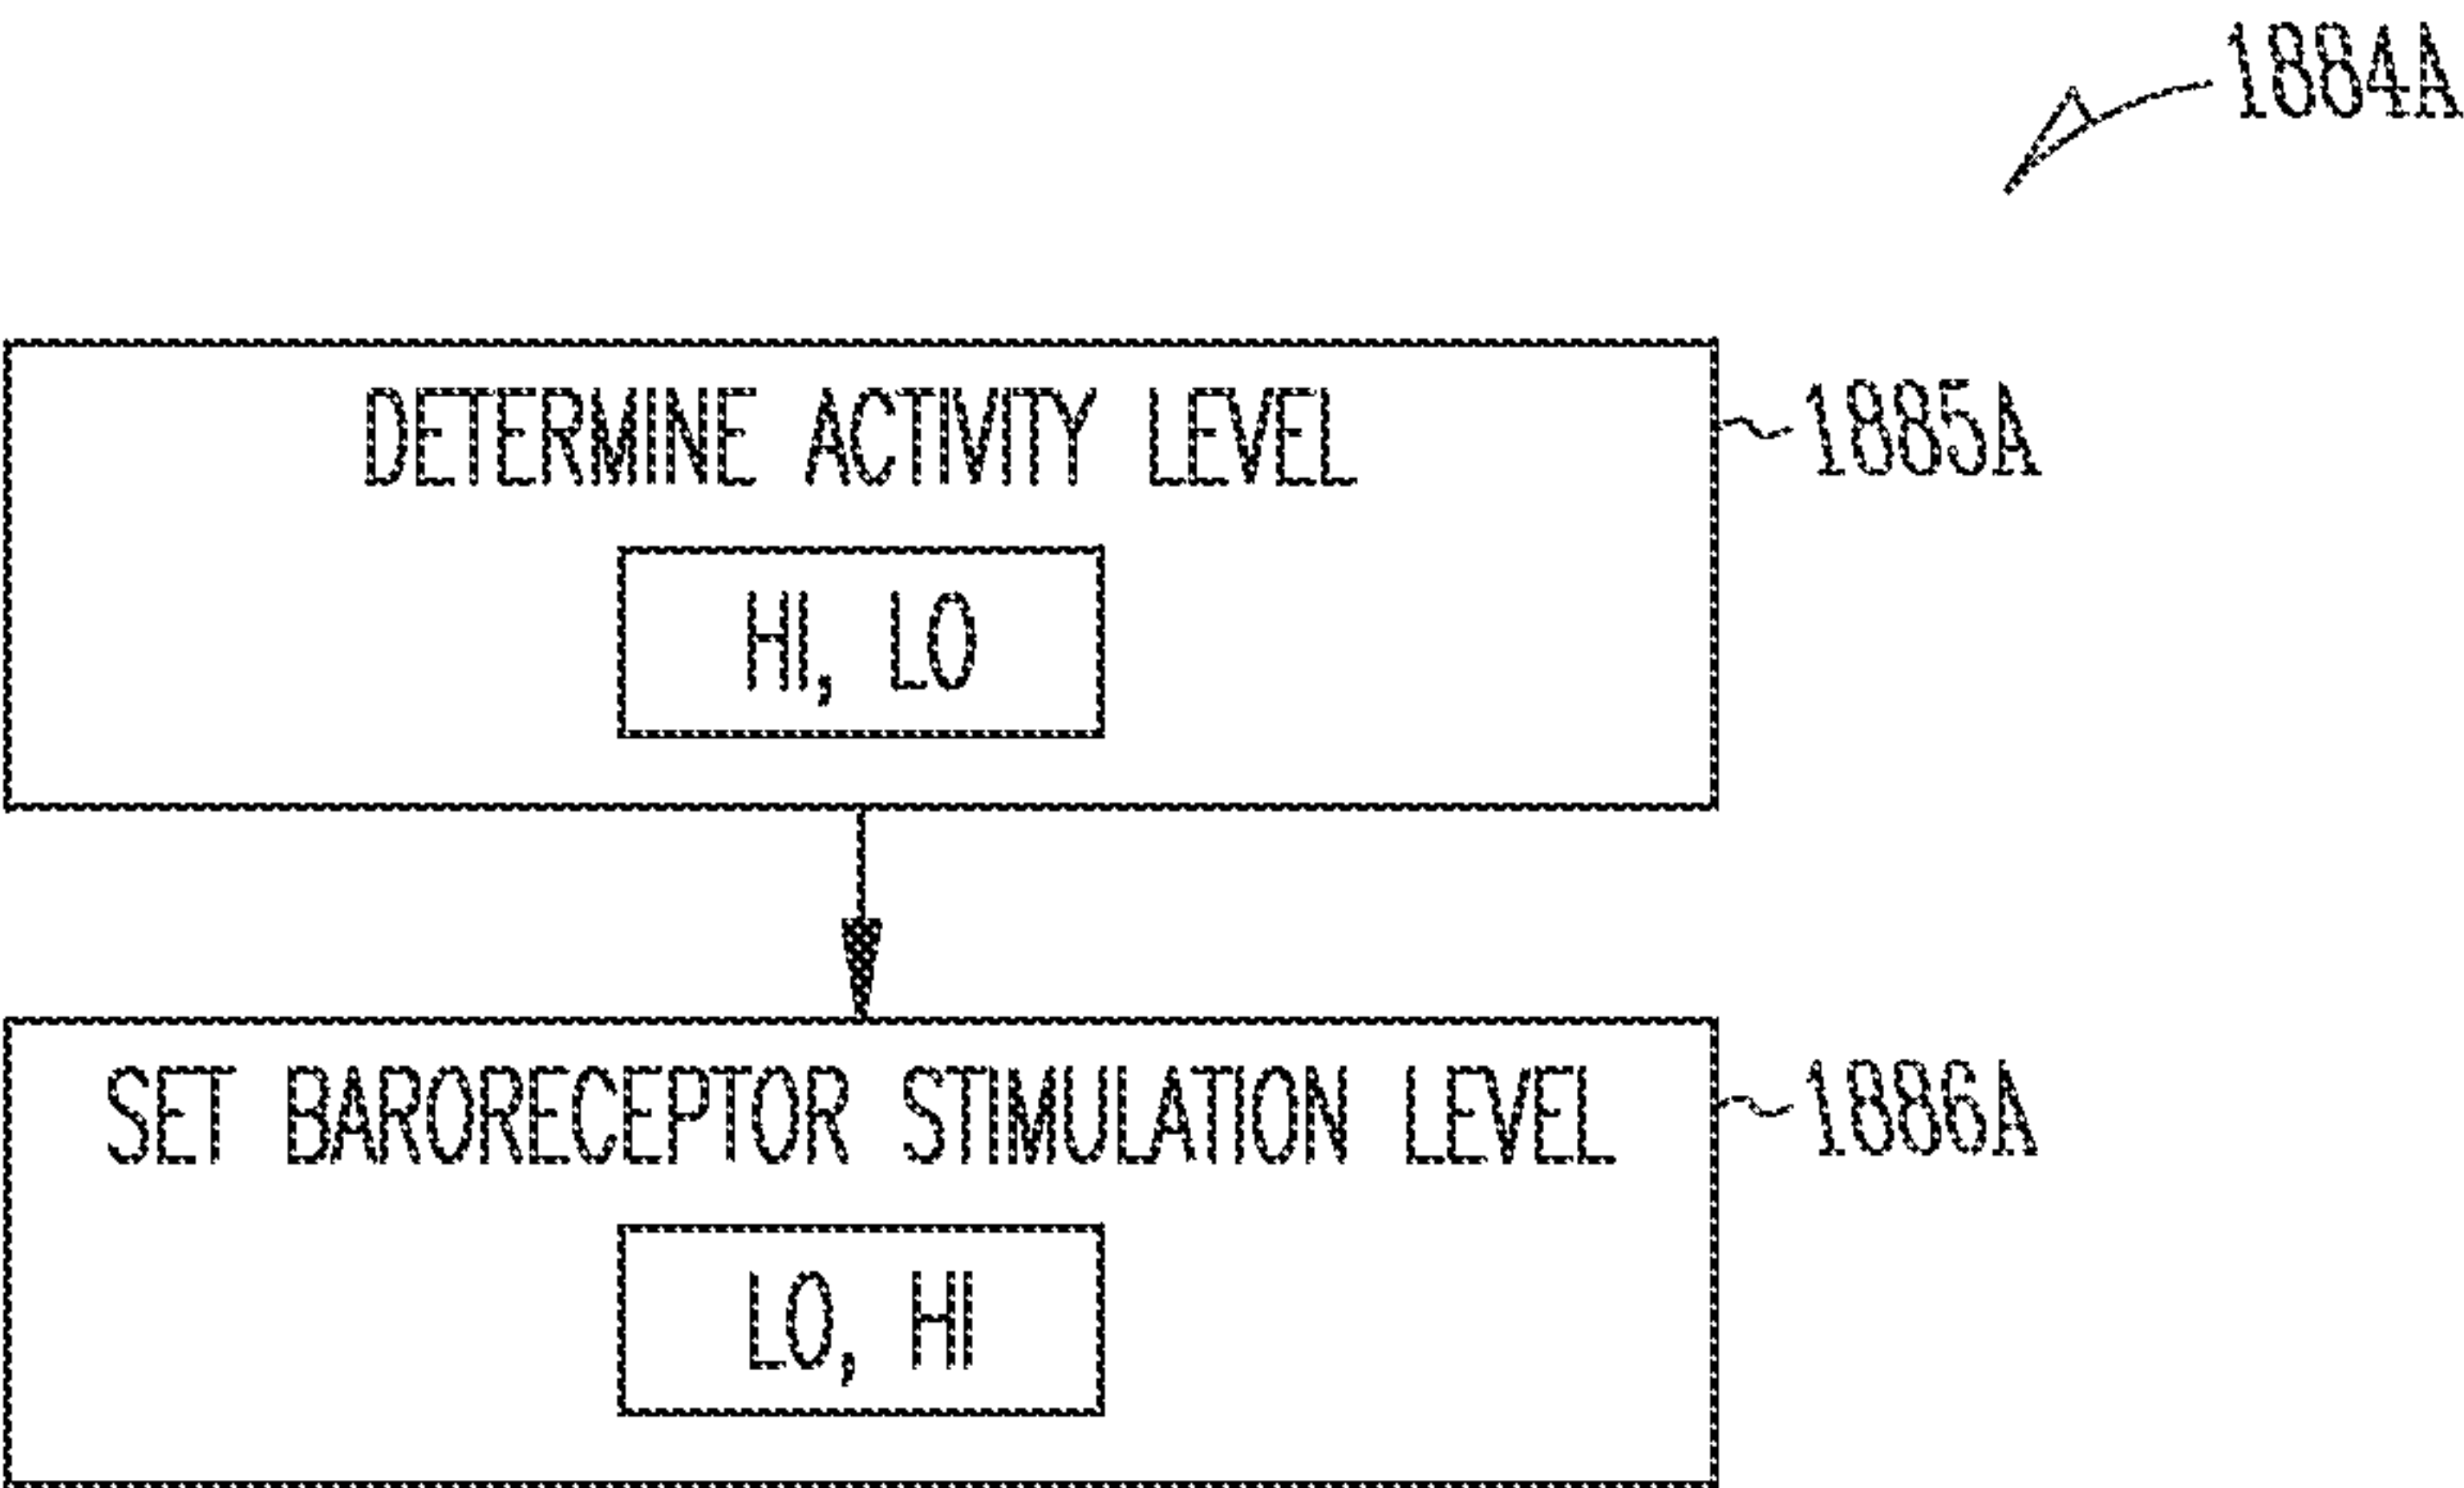 1884A
DETERMINE ACTIVITY LEVEL
1885A
HI, LO
SET BARORECEPTOR STIMULATION LEVEL
1886A
LO, HI